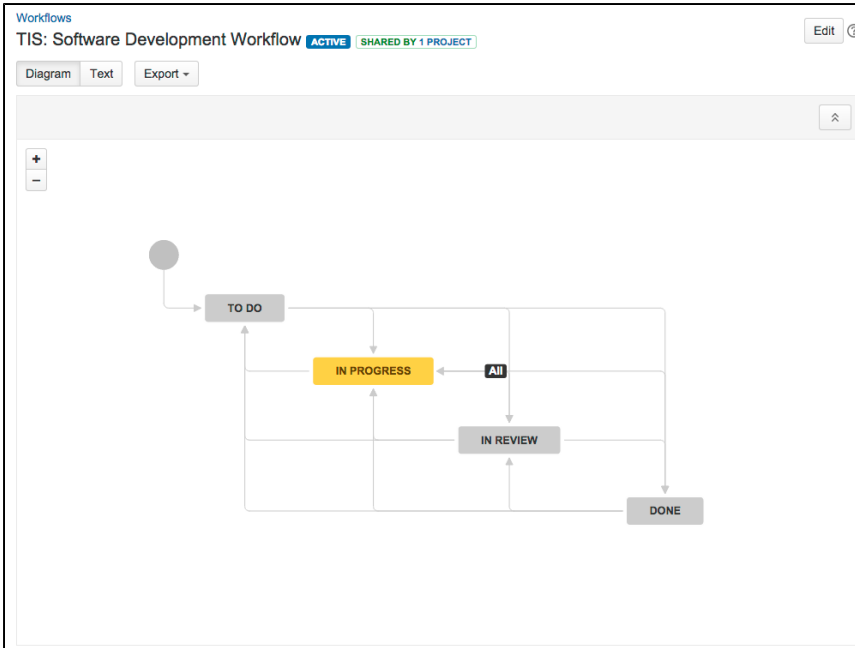 Workflows
TIS: Software Development Workflow ACTIVE SHARED BY 1 PROJECT
Edit ?
Diagram Text Export
+
−
TO DO
IN PROGRESS All
IN REVIEW
DONE